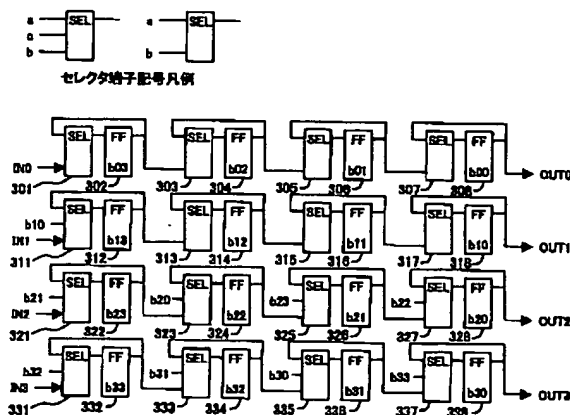 a SEL
c
b
a SEL
b
セレクタ端子記号凡例
SEL FF SEL FF SEL FF SEL FF
IN0 b03 b02 b01 b00 OUT0
301 302 303 304 305 306 307 308
SEL FF SEL FF SEL FF SEL FF
b10
IN1 b13 b12 b11 b10 OUT1
311 312 313 314 315 316 317 318
SEL FF SEL FF SEL FF SEL FF
b21 b20 b23 b22
IN2 b23 b22 b21 b20 OUT2
321 322 323 324 325 326 327 328
SEL FF SEL FF SEL FF SEL FF
b32 b31 b30 b33
IN3 b33 b32 b31 b30 OUT3
331 332 333 334 335 336 337 338